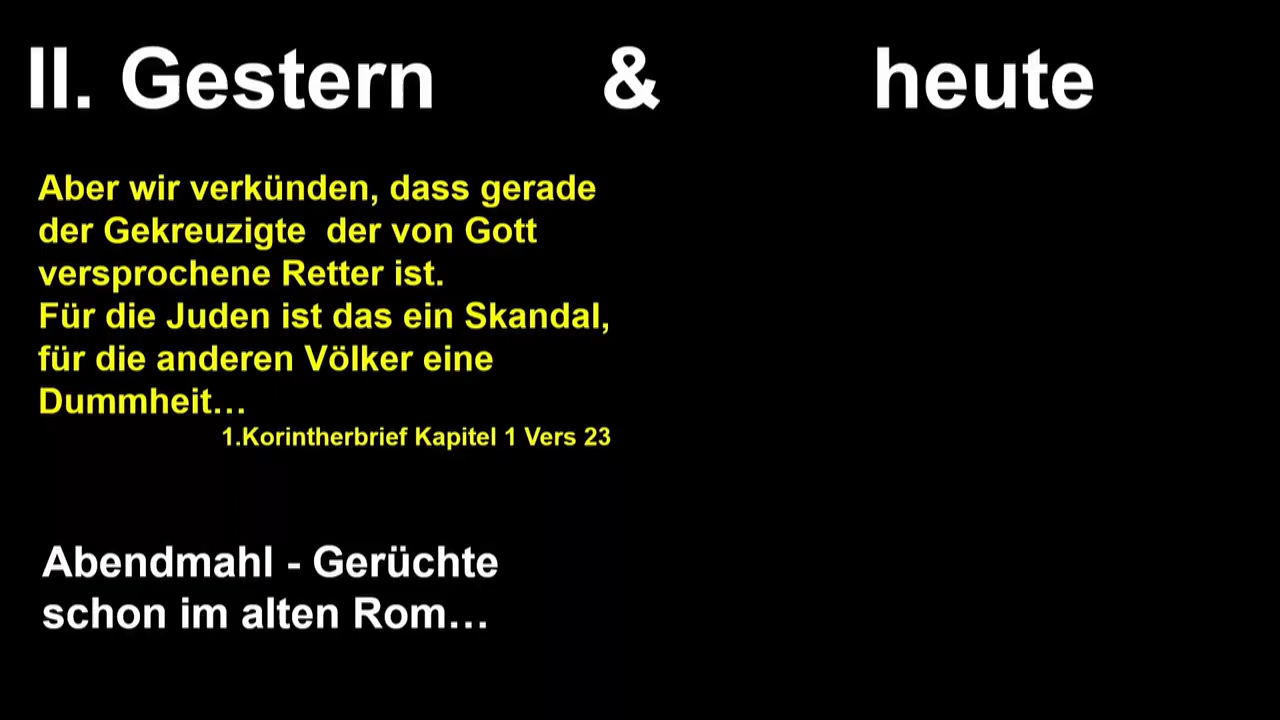 II. Gestern & heute
Aber wir verkünden, dass gerade
der Gekreuzigte der von Gott
versprochene Retter ist.
Für die Juden ist das ein Skandal,
für die anderen Völker eine
Dummheit…
1.Korintherbrief Kapitel 1 Vers 23
Abendmahl - Gerüchte
schon im alten Rom…